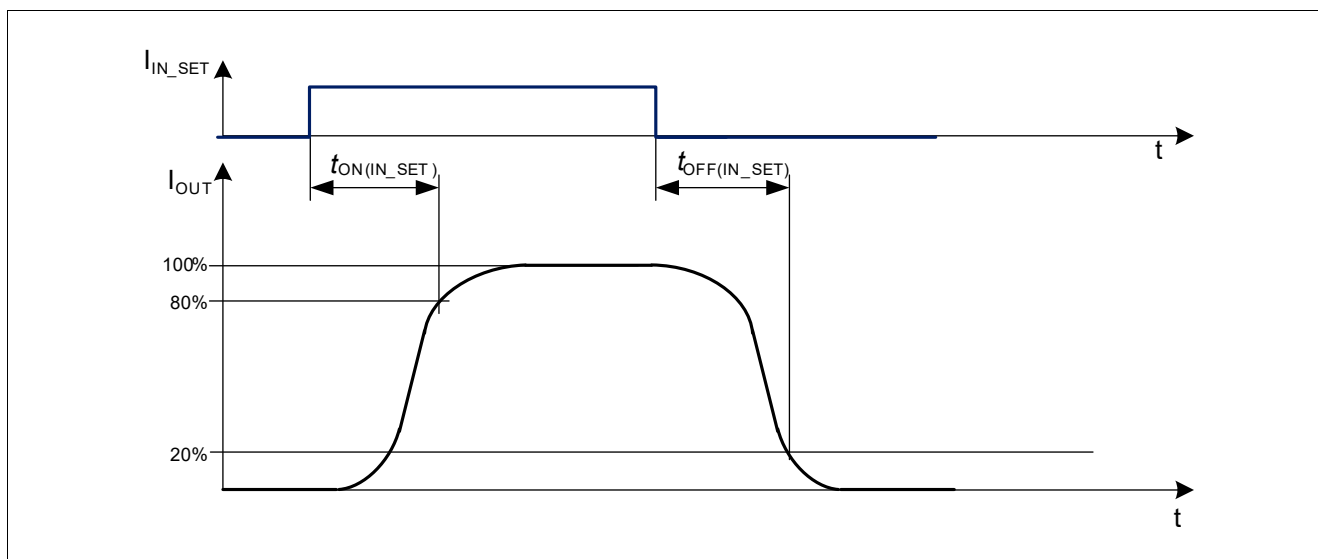 I_IN_SET
t
t_ON(IN_SET)
t_OFF(IN_SET)
I_OUT
100%
80%
20%
t